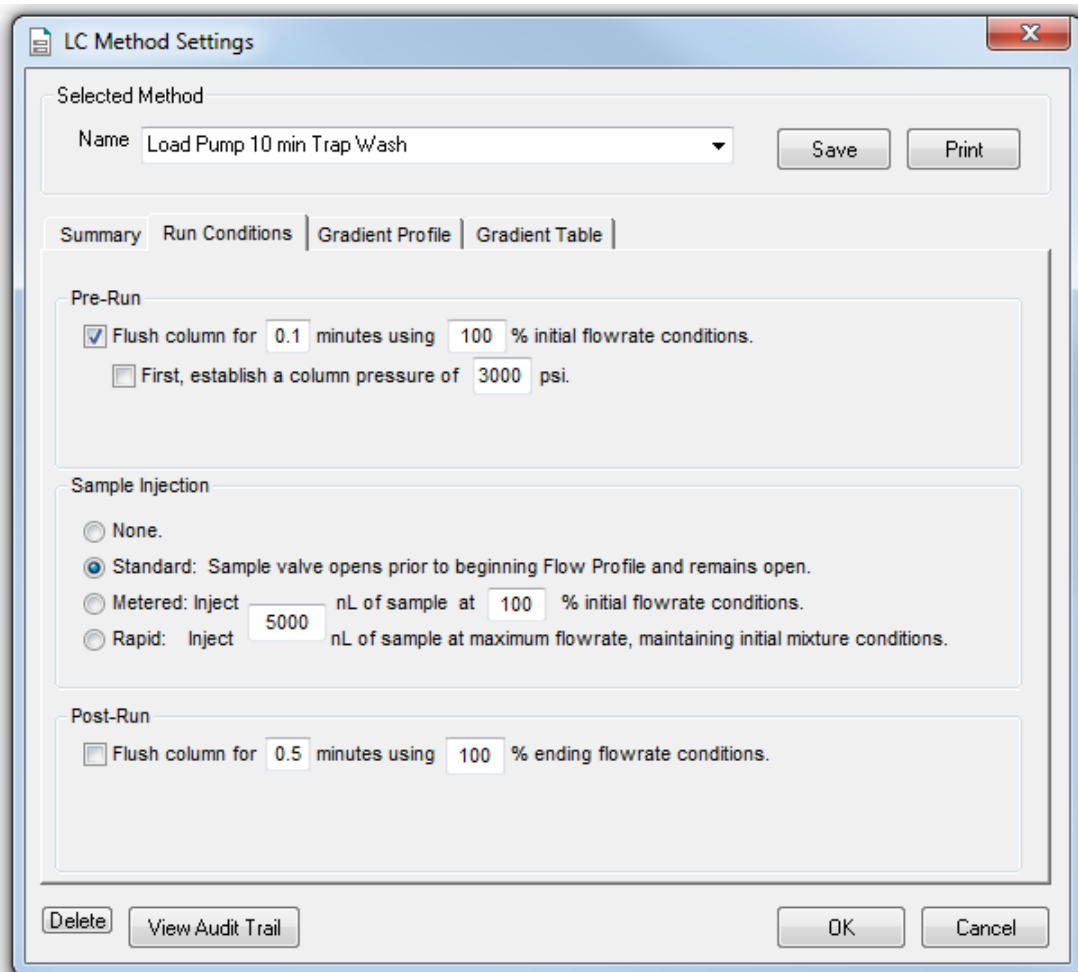 LC Method Settings
X
Selected Method
Name Load Pump 10 min Trap Wash Save Print
Summary Run Conditions Gradient Profile Gradient Table
Pre-Run
Flush column for 0.1 minutes using 100 % initial flowrate conditions.
First, establish a column pressure of 3000 psi.
Sample Injection
None.
Standard: Sample valve opens prior to beginning Flow Profile and remains open.
Metered: Inject nL of sample at 100 % initial flowrate conditions.
5000
Rapid: Inject nL of sample at maximum flowrate, maintaining initial mixture conditions.
Post-Run
Flush column for 0.5 minutes using 100 % ending flowrate conditions.
Delete View Audit Trail OK Cancel